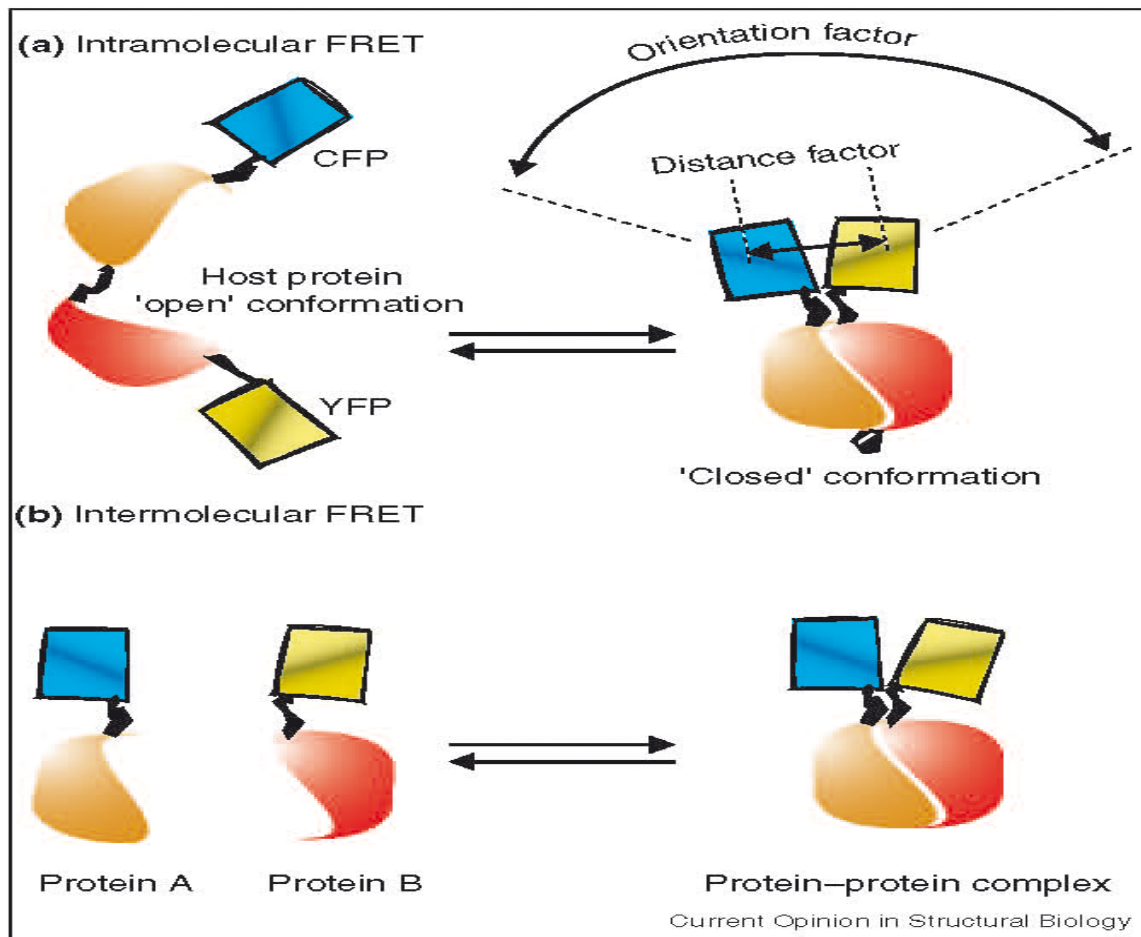 (a) Intramolecular FRET
Orientation factor
CFP
Distance factor
Host protein
'open' conformation
YFP
'Closed' conformation
(b) Intermolecular FRET
Protein A
Protein B
Protein–protein complex
Current Opinion in Structural Biology